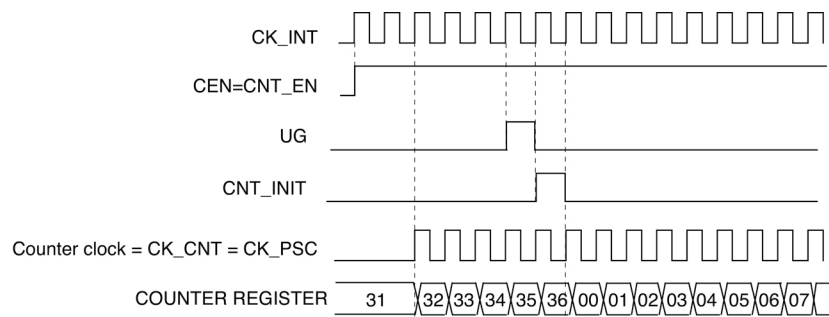 CK_INT
CEN=CNT_EN
UG
CNT_INIT
Counter clock = CK_CNT = CK_PSC
COUNTER REGISTER 31 32 33 34 35 36 00 01 02 03 04 05 06 07